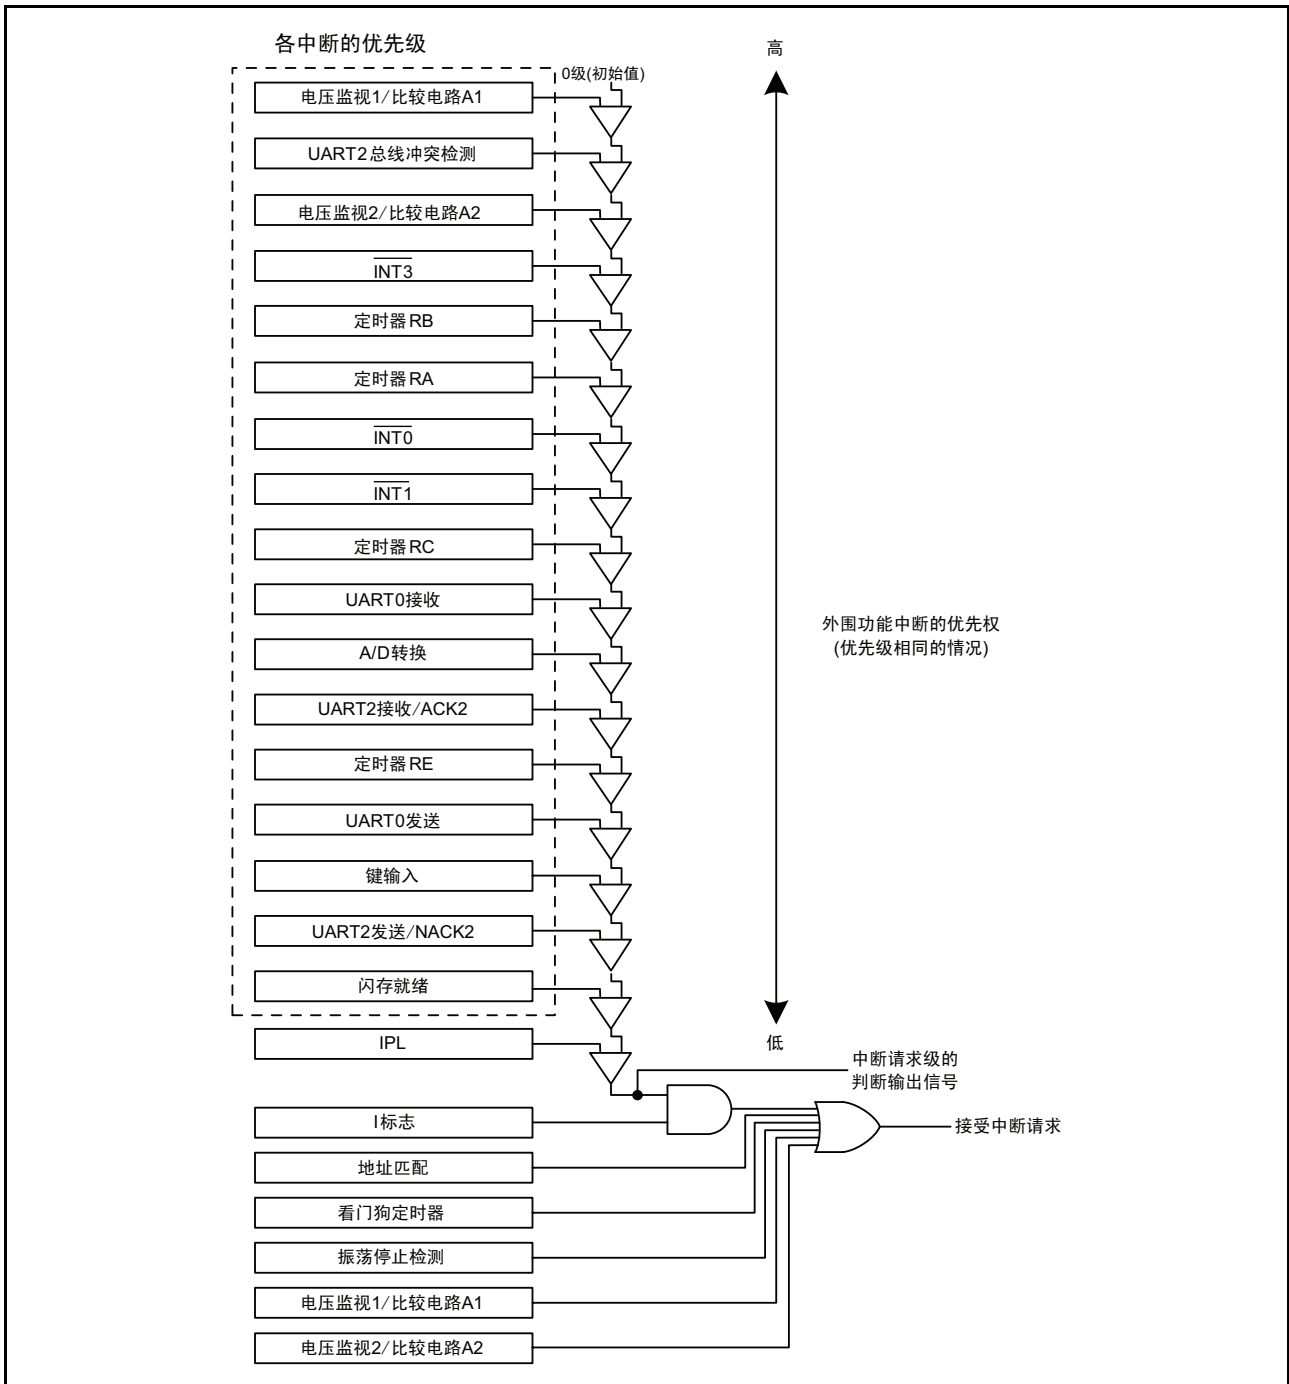 各中断的优先级
高
0级(初始值)
电压监视1/比较电路A1
UART2总线冲突检测
电压监视2/比较电路A2
INT3
定时器RB
定时器RA
INT0
INT1
定时器RC
UART0接收
外围功能中断的优先权
(优先级相同的情况)
A/D转换
UART2接收/ACK2
定时器RE
UART0发送
键输入
UART2发送/NACK2
闪存就绪
IPL
低
中断请求级的
判断输出信号
I标志
接受中断请求
地址匹配
看门狗定时器
振荡停止检测
电压监视1/比较电路A1
电压监视2/比较电路A2